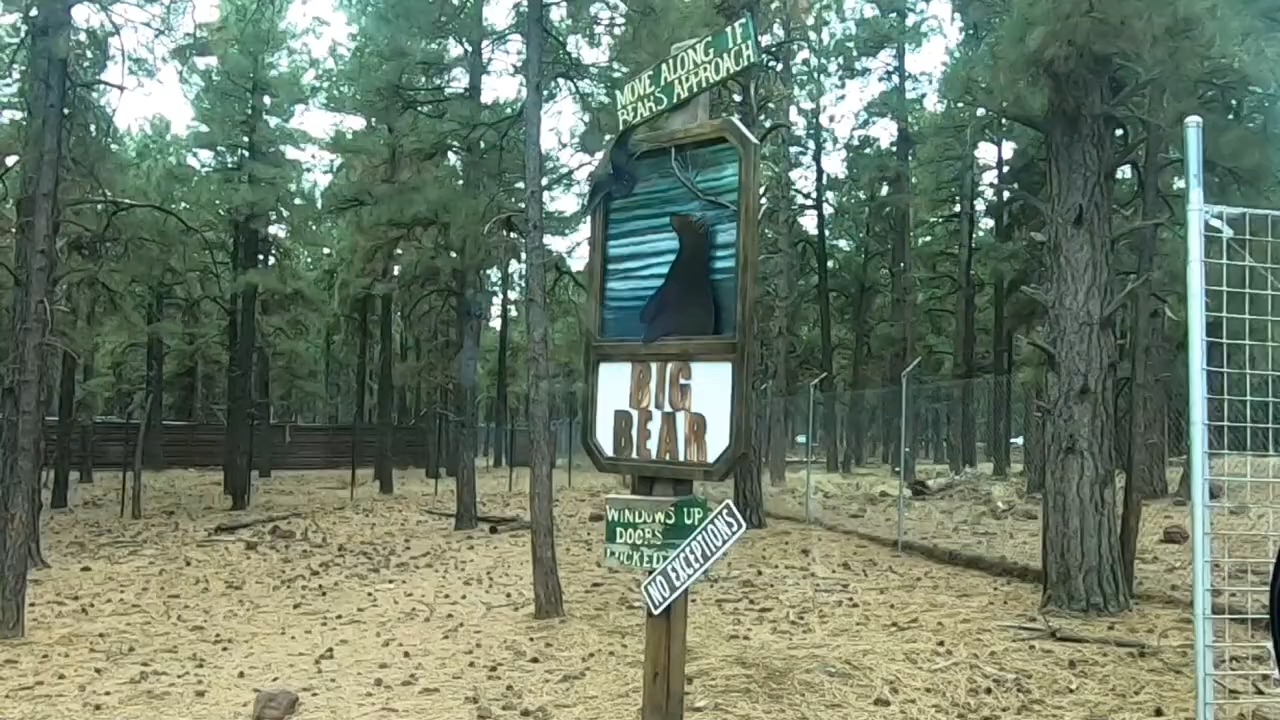 MOVE ALONG IF
BEARS APPROACH
BIG
BEAR
WINDOWS UP
DOORS
LOCKED
NO EXCEPTIONS